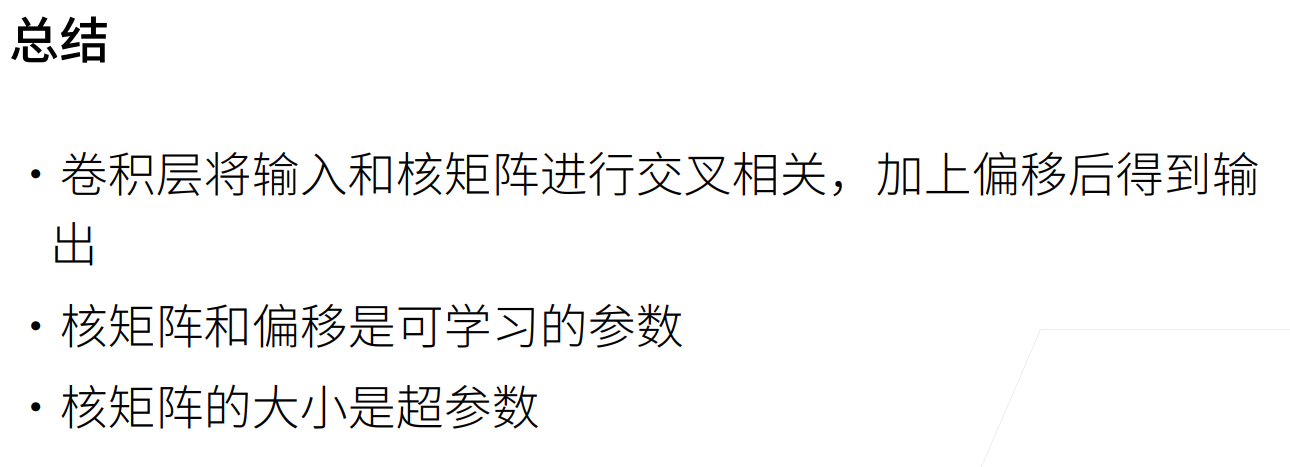 总结
• 卷积层将输入和核矩阵进行交叉相关，加上偏移后得到输
出
• 核矩阵和偏移是可学习的参数
• 核矩阵的大小是超参数